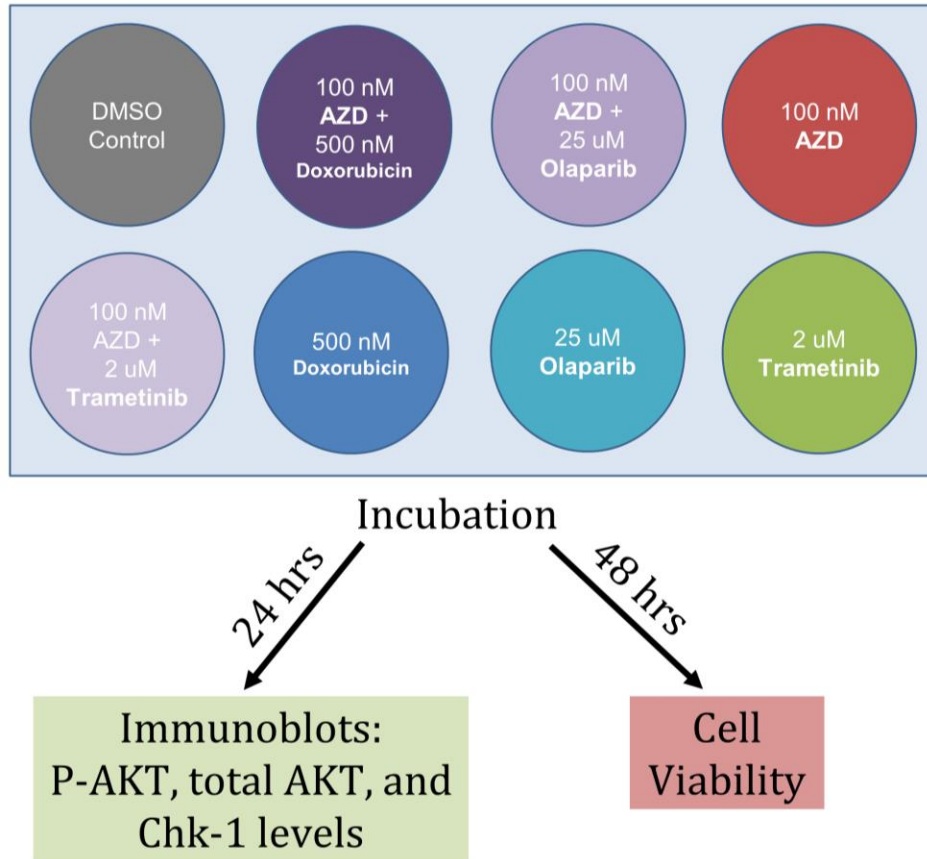 DMSO
Control
100 nM
AZD +
500 nM
Doxorubicin
100 nM
AZD +
25 uM
Olaparib
100 nM
AZD
100 nM
AZD +
2 uM
Trametinib
500 nM
Doxorubicin
25 uM
Olaparib
2 uM
Trametinib
Incubation
24 hrs
48 hrs
Immunoblots:
P-AKT, total AKT, and
Chk-1 levels
Cell
Viability